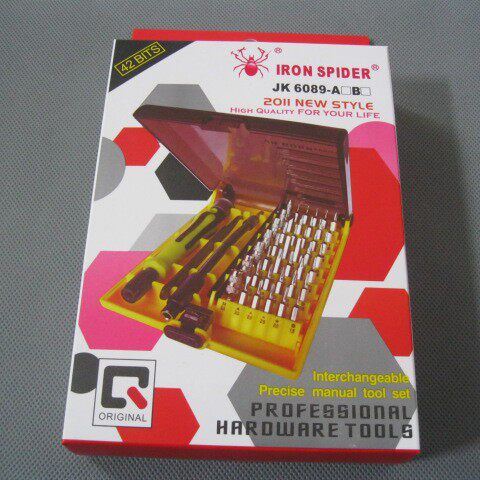 42 BITS
IRON SPIDER®
JK 6089-A□B□
2011 NEW STYLE
HIGH QUALITY FOR YOUR LIFE
ORIGINAL
Interchangeable
Precise manual tool set
PROFESSIONAL
HARDWARE TOOLS